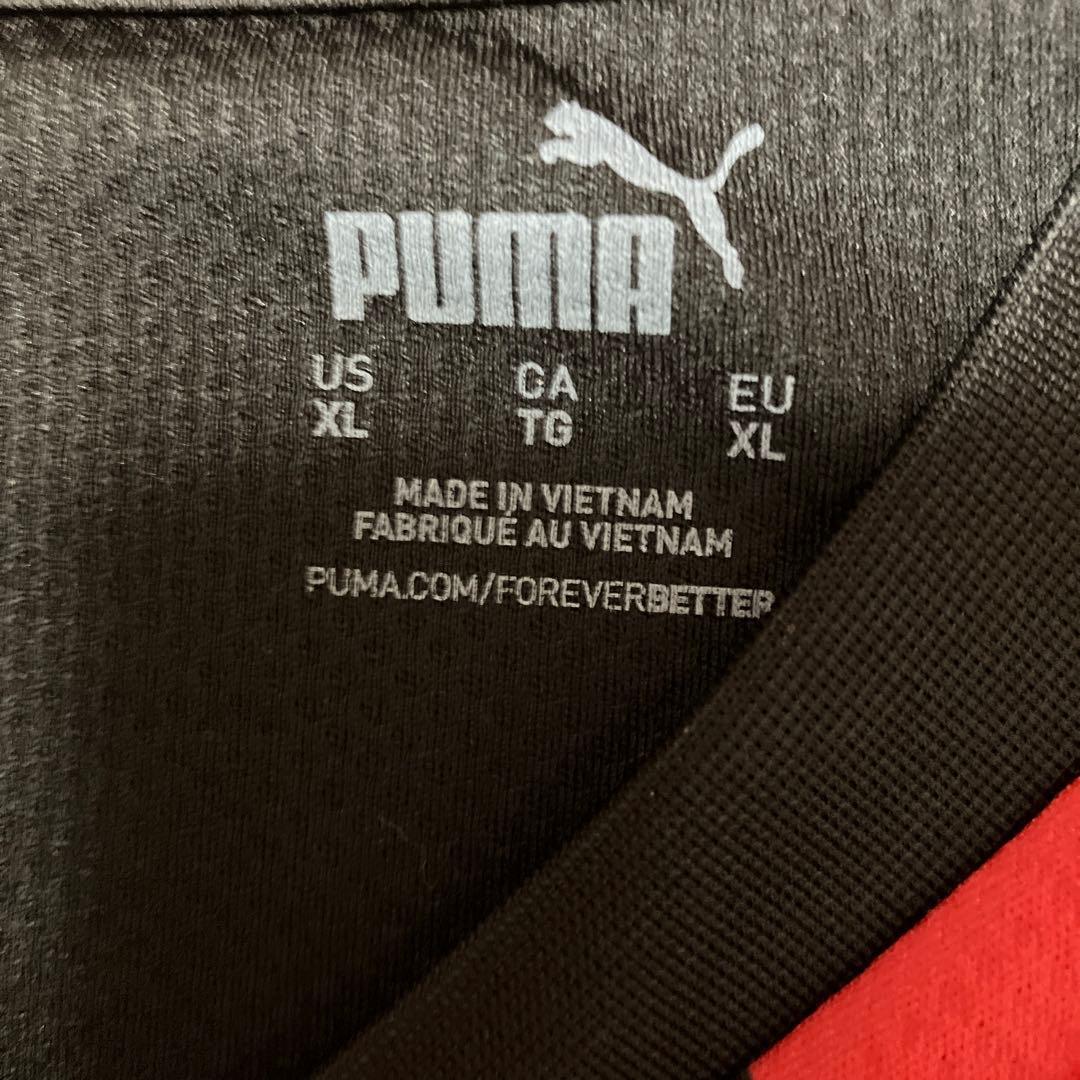 PUMA
US CA EU
XL TG XL
MADE IN VIETNAM
FABRIQUÉ AU VIETNAM
PUMA.COM/FOREVERBETTER